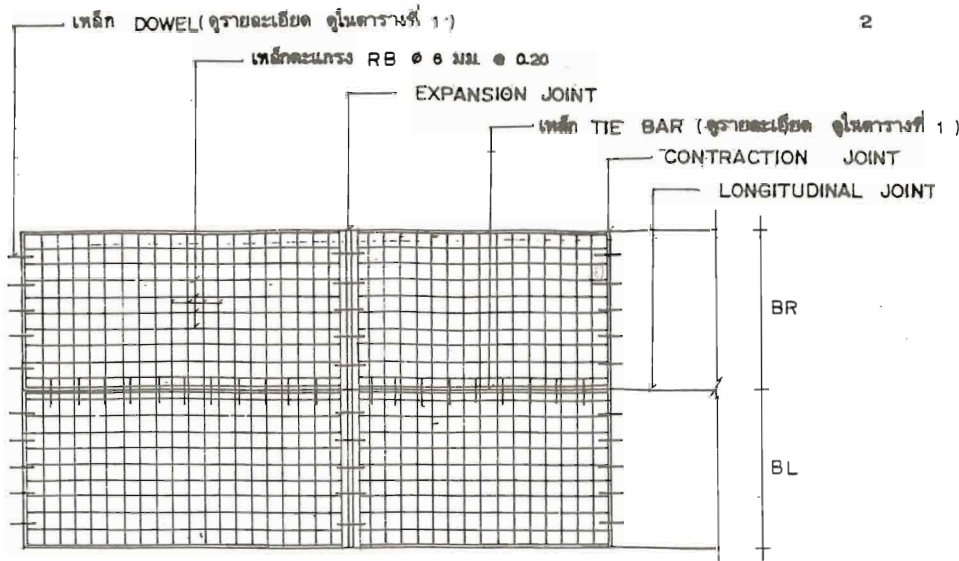 เหล็ก DOWEL(ดูรายละเอียด ดูในตารางที่ 1)
2
เหล็กตะแกรง RB Ø 6 มม. @ 0.20
EXPANSION JOINT
เหล็ก TIE BAR (ดูรายละเอียด ดูในตารางที่ 1)
CONTRACTION JOINT
LONGITUDINAL JOINT
BR
BL